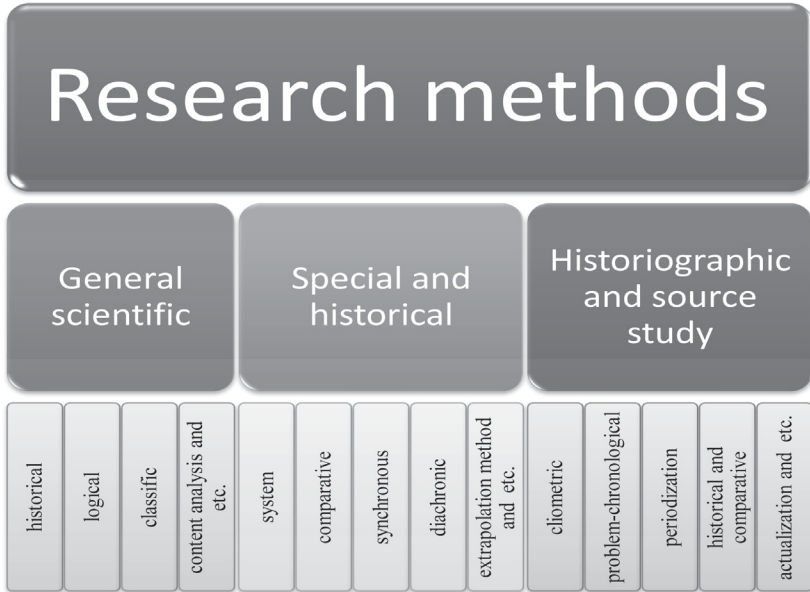 Research methods
General
scientific
Special and
historical
Historiographic
and source
study
historical
logical
classific
content analysis and
etc.
system
comparative
synchronous
diachronic
extrapolation method
and etc.
cliometric
problem-chronological
periodization
historical and
comparative
actualization and etc.